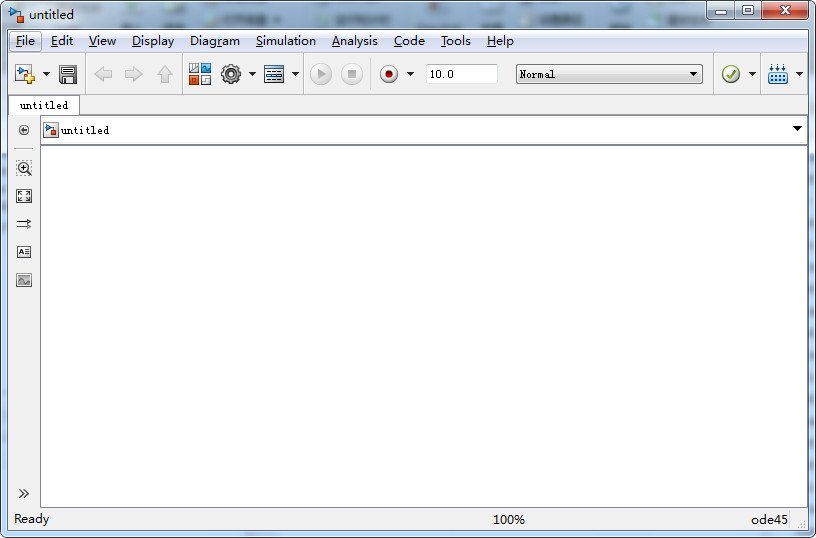 untitled
File Edit View Display Diagram Simulation Analysis Code Tools Help
10.0 Normal
untitled
untitled
Ready 100% ode45